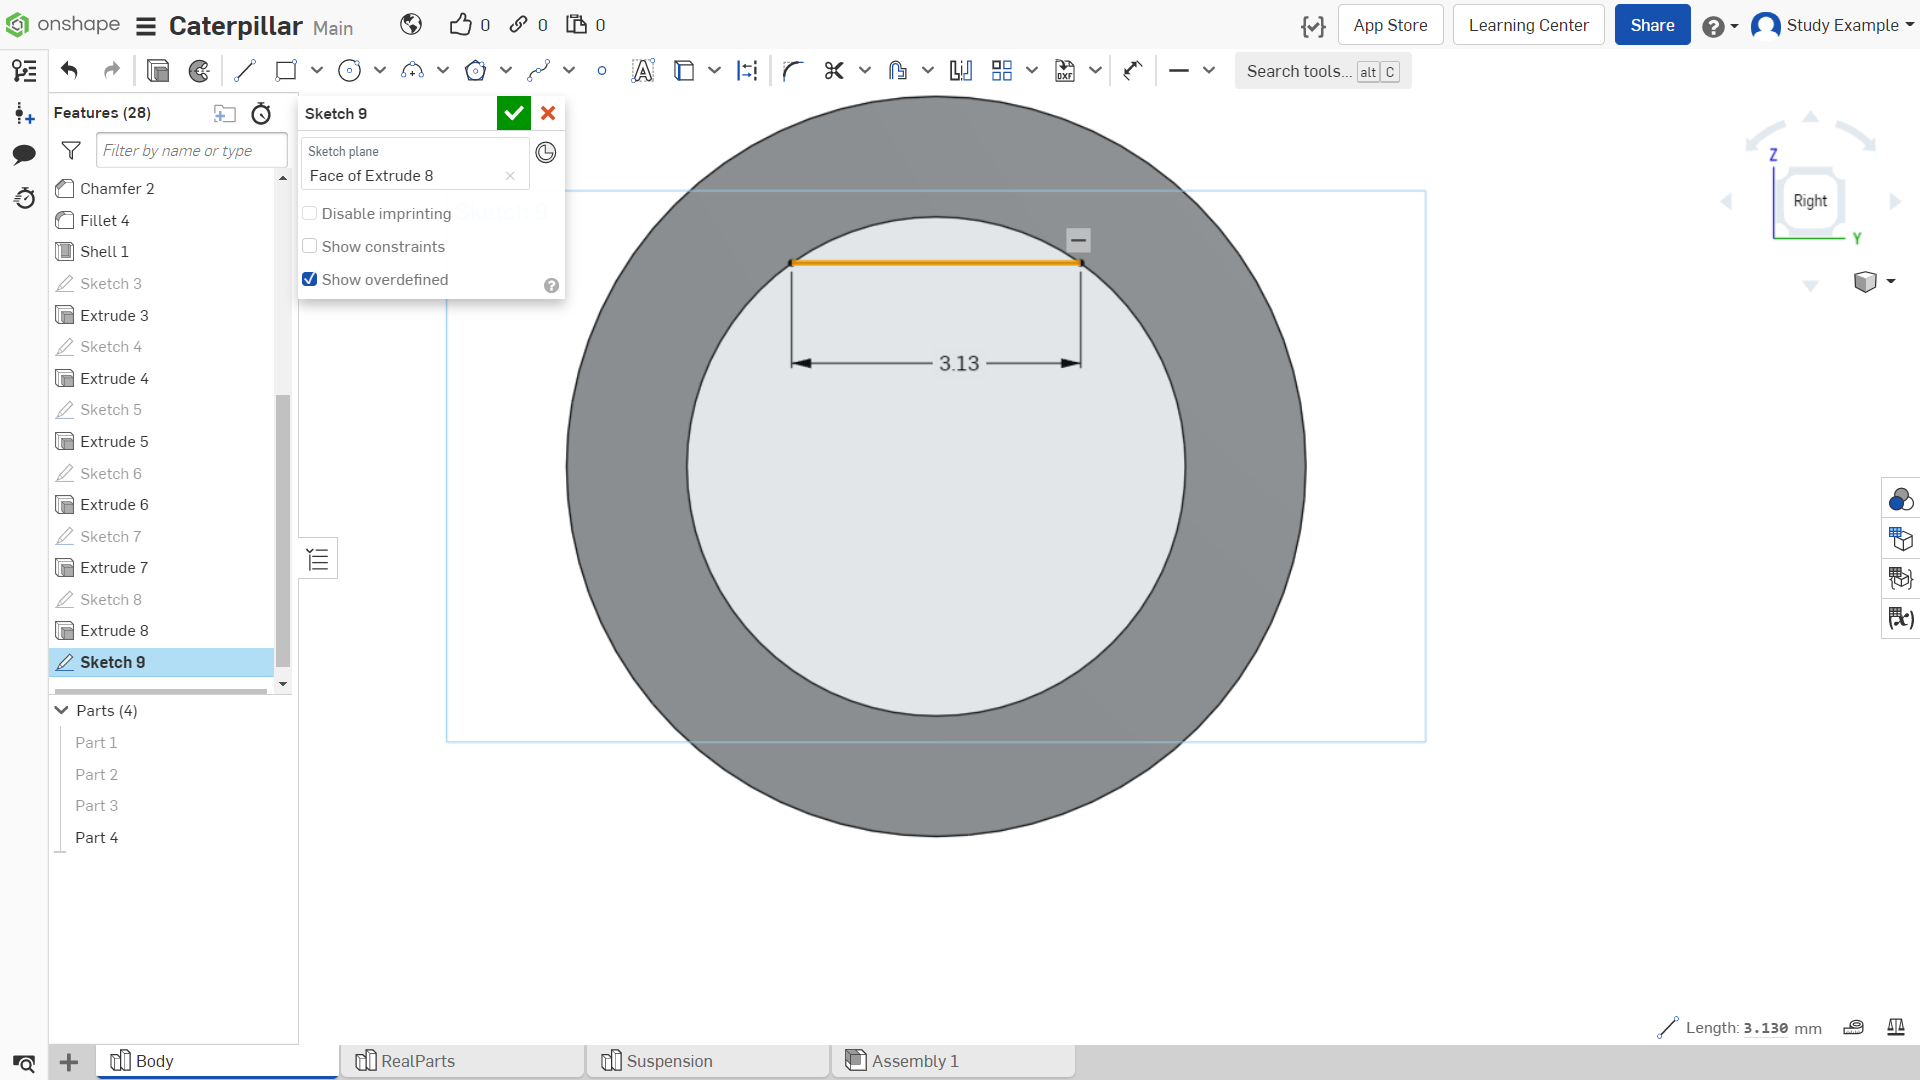 onshape Caterpillar Main 0 0 0 App Store Learning Center Share Study Example
DXF Search tools... alt C
Features (28)
Filter by name or type
Chamfer 2
Fillet 4
Shell 1
Sketch 3
Extrude 3
Sketch 4
Extrude 4
Sketch 5
Extrude 5
Sketch 6
Extrude 6
Sketch 7
Extrude 7
Sketch 8
Extrude 8
Sketch 9
Parts (4)
Part 1
Part 2
Part 3
Part 4
Sketch 9
Sketch plane
Face of Extrude 8
Disable imprinting
Show constraints
Show overdefined
3.13
Z
Right
Y
(x)
Length: 3.130 mm
Body RealParts Suspension Assembly 1